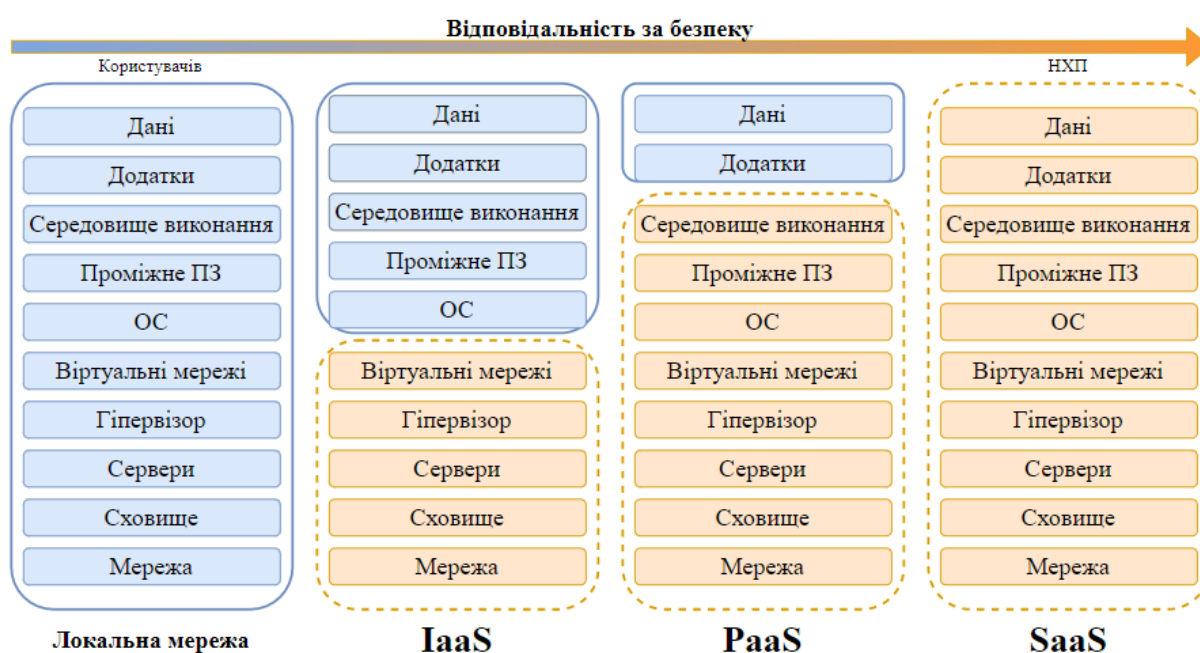 Відповідальність за безпеку
Користувачів
НХП
Дані
Додатки
Середовище виконання
Проміжне ПЗ
ОС
Віртуальні мережі
Гіпервізор
Сервери
Сховище
Мережа
Локальна мережа
Дані
Додатки
Середовище виконання
Проміжне ПЗ
ОС
Віртуальні мережі
Гіпервізор
Сервери
Сховище
Мережа
IaaS
Дані
Додатки
Середовище виконання
Проміжне ПЗ
ОС
Віртуальні мережі
Гіпервізор
Сервери
Сховище
Мережа
PaaS
Дані
Додатки
Середовище виконання
Проміжне ПЗ
ОС
Віртуальні мережі
Гіпервізор
Сервери
Сховище
Мережа
SaaS